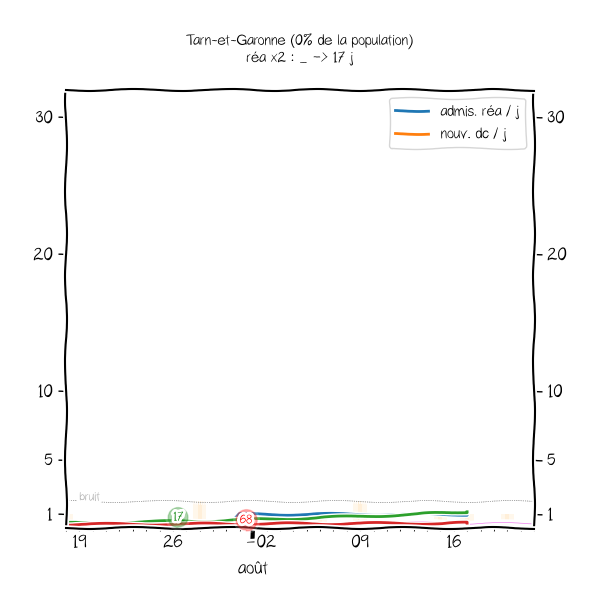 Tarn-et-Garonne (0% de la population)
réa x2 : _ -> 17 j
admis. réa / j
nouv. dc / j
30
30
20
20
10
10
5
5
bruit
1
1
17
68
19
26
02
09
16
août